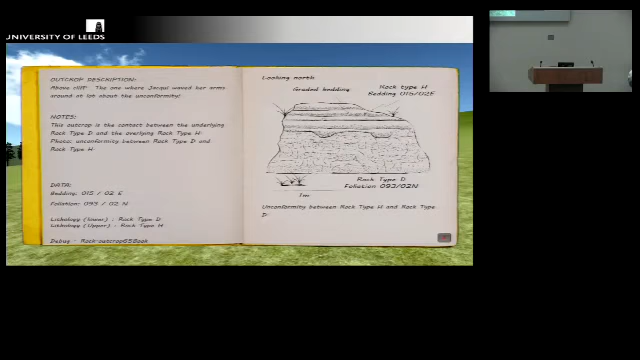 UNIVERSITY OF LEEDS
OUTCROP DESCRIPTION:
Above cliff. The one where Jacqui waved her arms
around at lot about the unconformity!
NOTES:
This outcrop is the contact between the underlying
Rock Type D and the overlying Rock Type H.
Photo: unconformity between Rock Type D and
Rock Type H.
DATA:
Bedding: 015 / 02 E
Foliation: 093 / 02 N
Lithology (lower) : Rock Type D
Lithology (Upper) : Rock Type H
Debug - Rock-outcrop65Book
Looking north
Graded bedding
Rock type H
Bedding 015/02E
Rock Type D
Foliation 093/02N
1m
Unconformity between Rock Type H and Rock Type
D